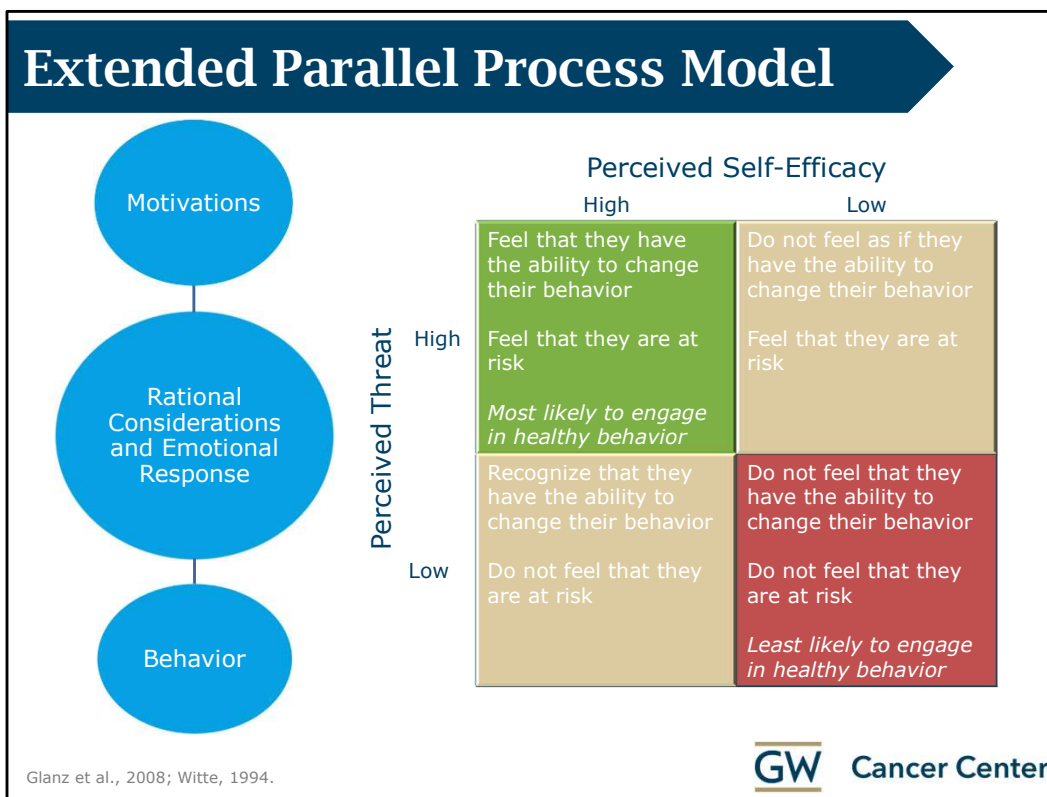 Extended Parallel Process Model
Motivations
Rational
Considerations
and Emotional
Response
Behavior
Perceived Self-Efficacy
High
Low
Perceived Threat
High
Low
Feel that they have
the ability to change
their behavior
Feel that they are at
risk
Most likely to engage
in healthy behavior
Do not feel as if they
have the ability to
change their behavior
Feel that they are at
risk
Recognize that they
have the ability to
change their behavior
Do not feel that they
are at risk
Do not feel that they
have the ability to
change their behavior
Do not feel that they
are at risk
Least likely to engage
in healthy behavior
Glanz et al., 2008; Witte, 1994.
GW Cancer Center